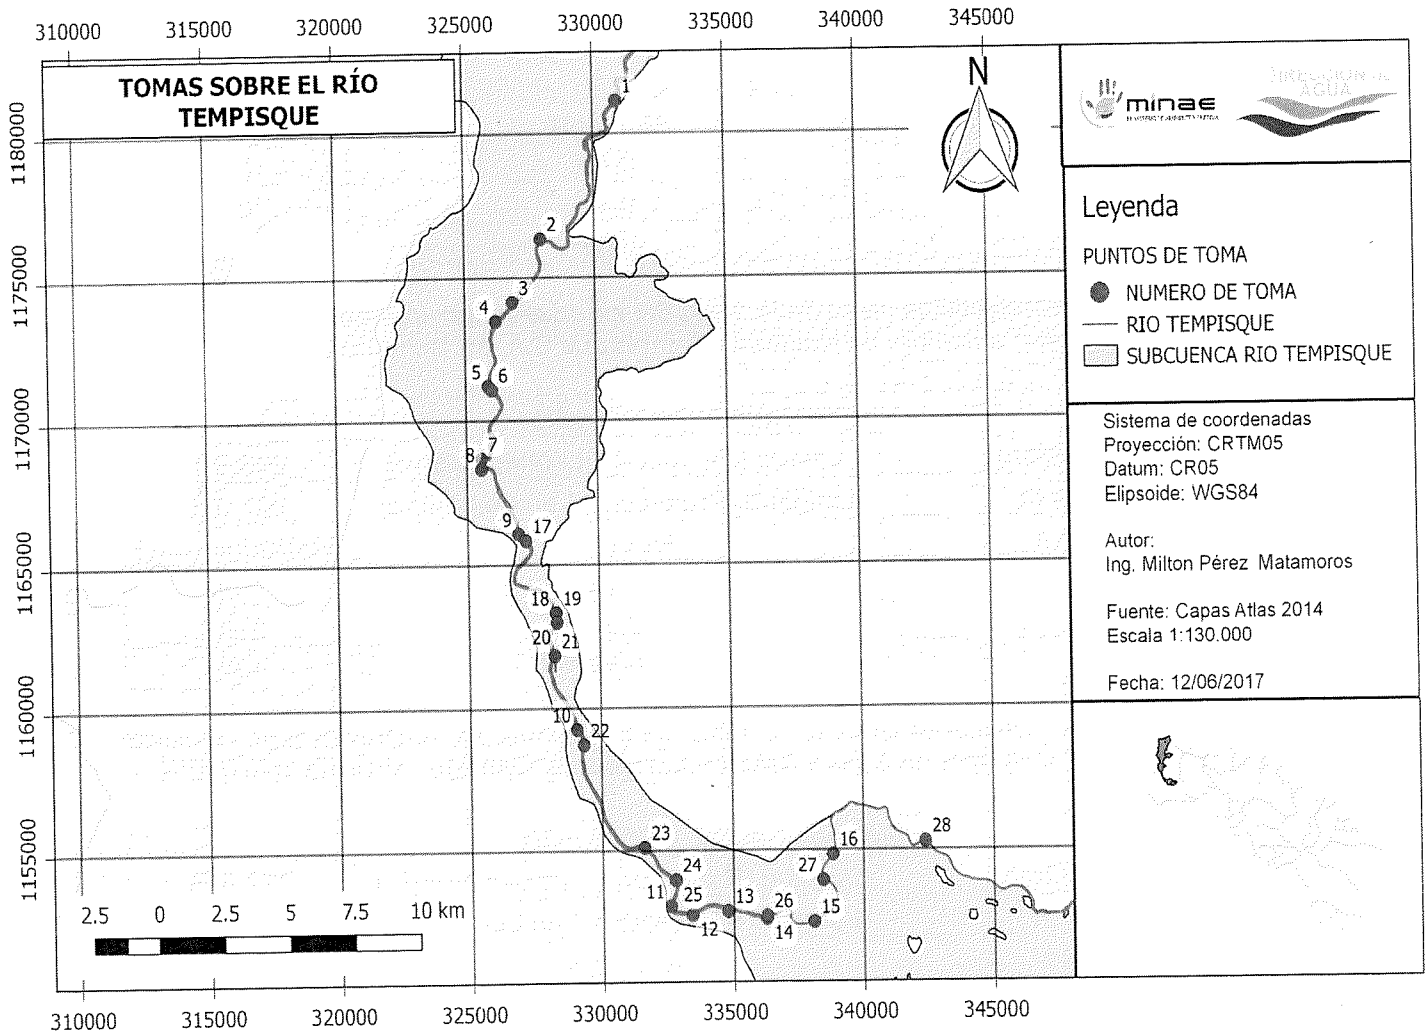 310000 315000 320000 325000 330000 335000 340000 345000
TOMAS SOBRE EL RÍO
TEMPISQUE
N
1180000
1175000
1170000
1165000
1160000
1155000
1
2
3
4
5 6
7
8
9 17
18 19
20 21
10
22
23
24
11 25
12
13
26
14
15
27
16
28
2.5 0 2.5 5 7.5 10 km
310000 315000 320000 325000 330000 335000 340000 345000
minae
DIRECCION DE
AGUA
Leyenda
PUNTOS DE TOMA
NUMERO DE TOMA
RIO TEMPISQUE
SUBCUENCA RIO TEMPISQUE
Sistema de coordenadas
Proyección: CRTM05
Datum: CR05
Elipsoide: WGS84
Autor:
Ing. Milton Pérez Matamoros
Fuente: Capas Atlas 2014
Escala 1:130.000
Fecha: 12/06/2017